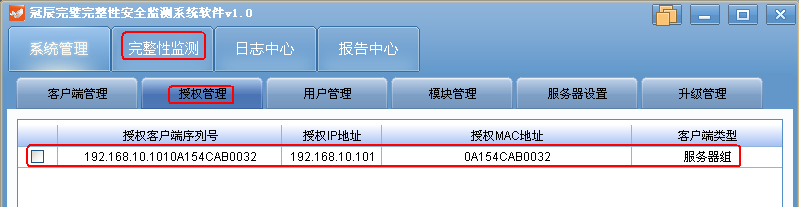 冠辰完璧完整性安全监测系统软件v1.0
系统管理 完整性监测 日志中心 报告中心
客户端管理 授权管理 用户管理 模块管理 服务器设置 升级管理
授权客户端序列号 授权IP地址 授权MAC地址 客户端类型
192.168.10.1010A154CAB0032 192.168.10.101 0A154CAB0032 服务器组